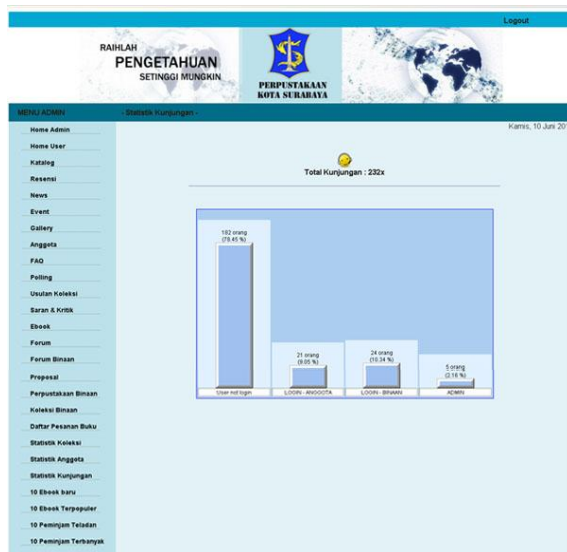 Logout
RAIHLAH
PENGETAHUAN
SETINGGI MUNGKIN
PERPUSTAKAAN
KOTA SURABAYA
MENU ADMIN
- Statistik Kunjungan -
Kamis, 10 Juni 201
Home Admin
Home User
Katalog
Resensi
News
Event
Gallery
Anggota
FAQ
Polling
Usulan Koleksi
Saran & Kritik
Ebook
Forum
Forum Binaan
Proposal
Perpustakaan Binaan
Koleksi Binaan
Daftar Pesanan Buku
Statistik Koleksi
Statistik Anggota
Statistik Kunjungan
10 Ebook baru
10 Ebook Terpopuler
10 Peminjam Teladan
10 Peminjam Terbanyak
Total Kunjungan : 232x
182 orang
(78.45 %)
21 orang
(9.05 %)
24 orang
(10.34 %)
5 orang
(2.16 %)
User not login
LOGIN - ANGGOTA
LOGIN - BINAAN
ADMIN